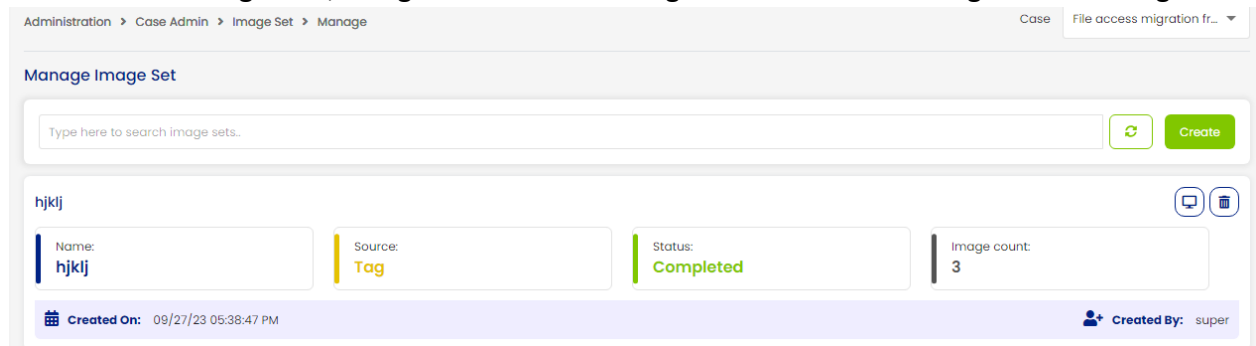 Administration > Case Admin > Image Set > Manage
Case File access migration fr...
Manage Image Set
Type here to search image sets..
Create
hjklj
Name:
hjklj
Source:
Tag
Status:
Completed
Image count:
3
Created On: 09/27/23 05:38:47 PM
Created By: super